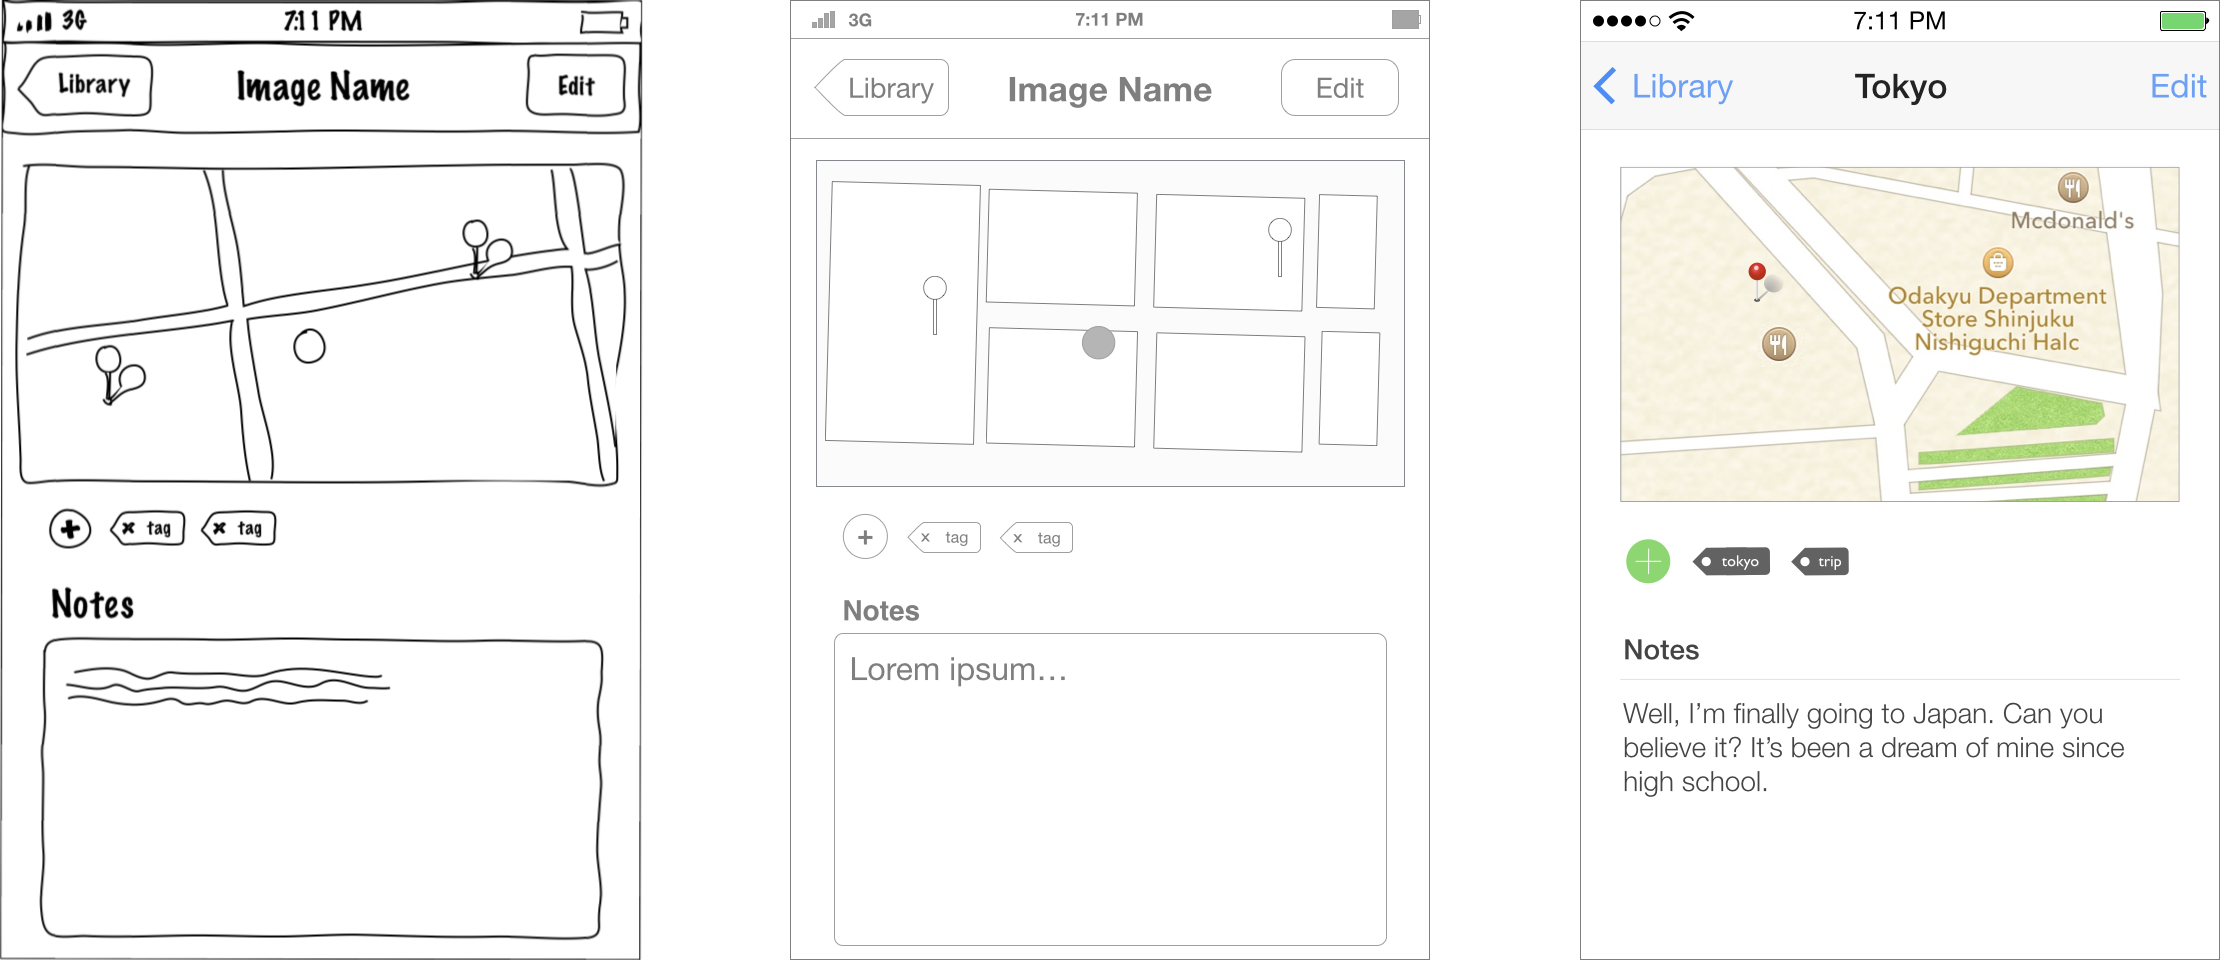 3G 7:11 PM
Library Image Name Edit
+ x tag x tag
Notes
3G 7:11 PM
Library Image Name Edit
+ x tag x tag
Notes
Lorem ipsum...
7:11 PM
Library Tokyo Edit
Mcdonald's
Odakyu Department
Store Shinjuku
Nishiguchi Halc
tokyo trip
Notes
Well, I'm finally going to Japan. Can you
believe it? It's been a dream of mine since
high school.